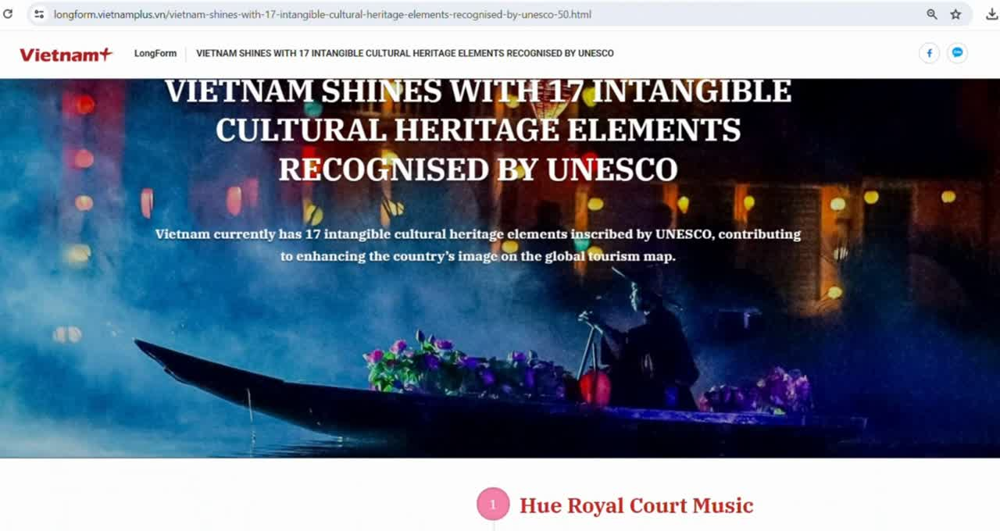 longform.vietnamplus.vn/vietnam-shines-with-17-intangible-cultural-heritage-elements-recognised-by-unesco-50.html
Vietnam+ LongForm VIETNAM SHINES WITH 17 INTANGIBLE CULTURAL HERITAGE ELEMENTS RECOGNISED BY UNESCO
VIETNAM SHINES WITH 17 INTANGIBLE
CULTURAL HERITAGE ELEMENTS
RECOGNISED BY UNESCO
Vietnam currently has 17 intangible cultural heritage elements inscribed by UNESCO, contributing
to enhancing the country's image on the global tourism map.
1 Hue Royal Court Music